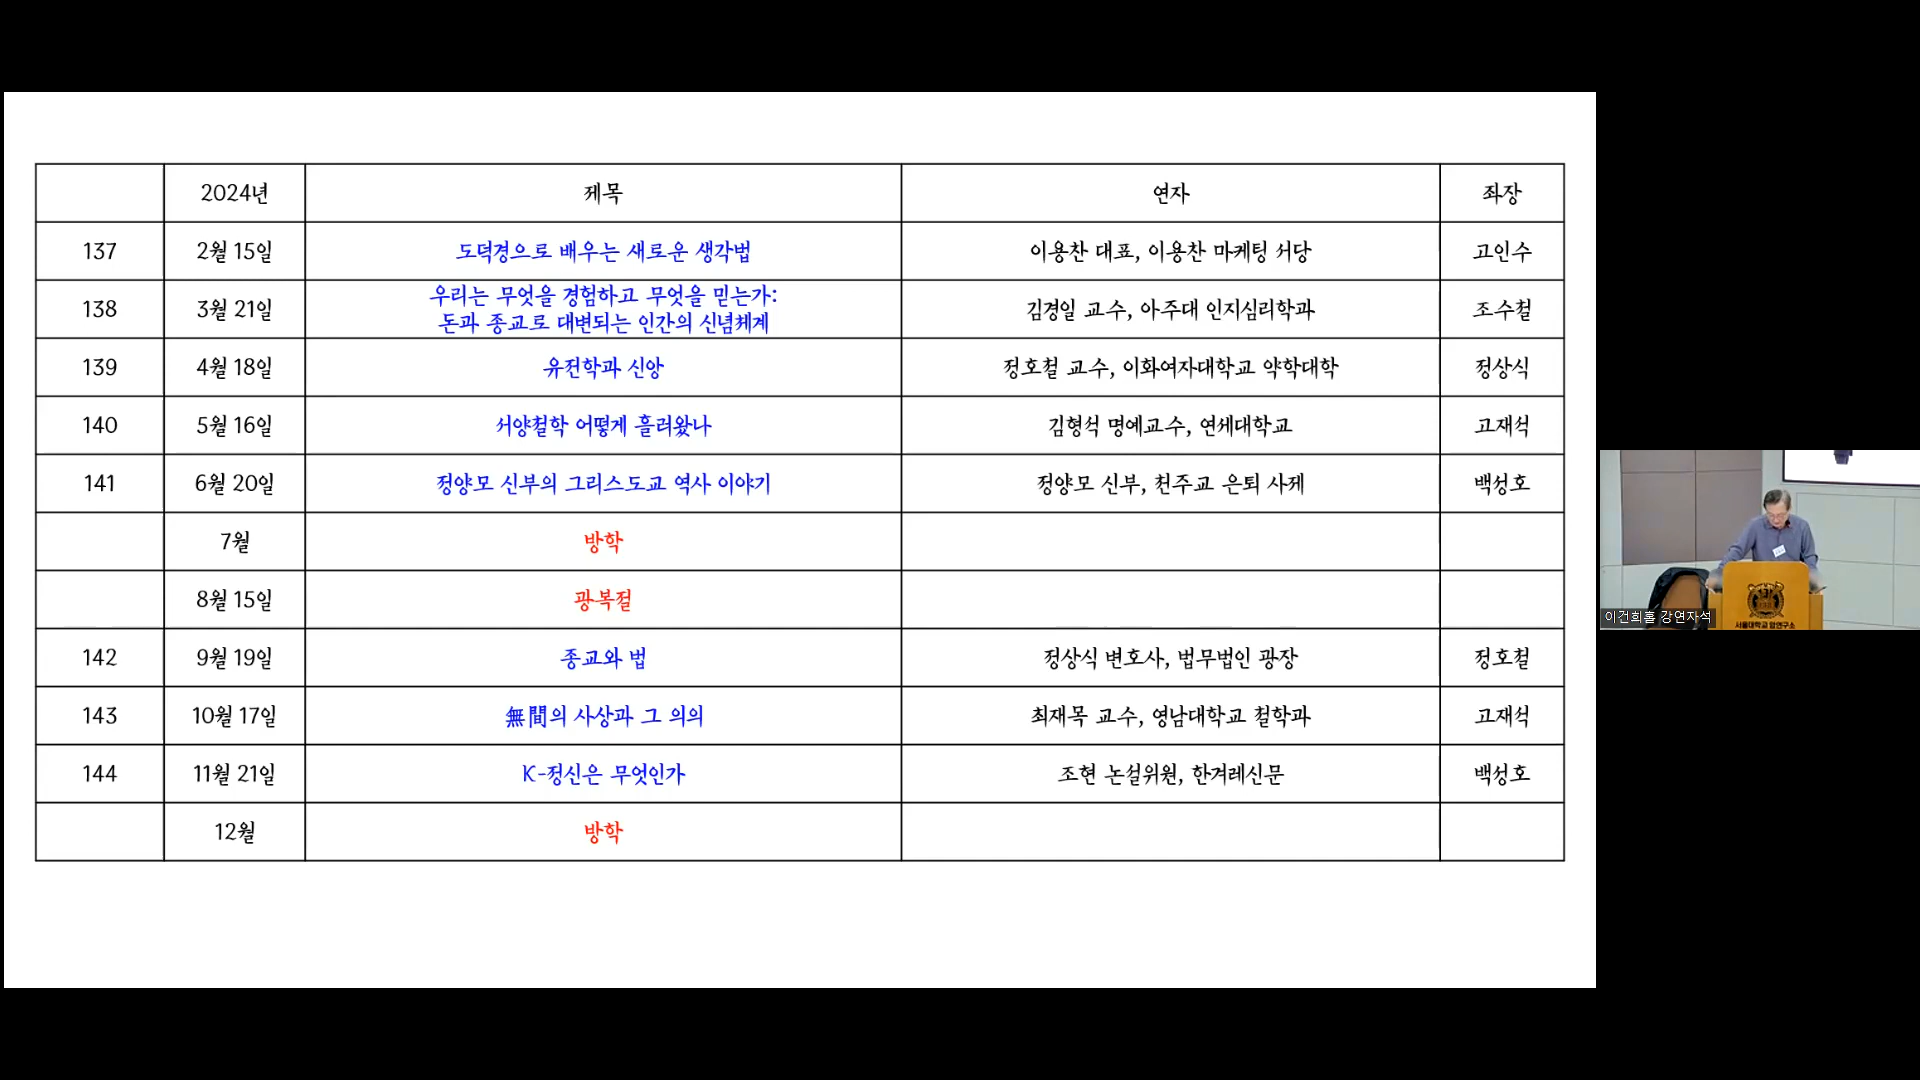 2024년 제목 연자 좌장
137 2월 15일 도덕경으로 배우는 새로운 생각법 이용찬 대표, 이용찬 마케팅 서당 고인수
138 3월 21일 우리는 무엇을 경험하고 무엇을 믿는가:
돈과 종교로 대변되는 인간의 신념체계 김경일 교수, 아주대 인지심리학과 조수철
139 4월 18일 유전학과 신앙 정호철 교수, 이화여자대학교 약학대학 정상식
140 5월 16일 서양철학 어떻게 흘러왔나 김형석 명예교수, 연세대학교 고재석
141 6월 20일 정양모 신부의 그리스도교 역사 이야기 정양모 신부, 천주교 은퇴 사제 백성호
7월 방학
8월 15일 광복절
142 9월 19일 종교와 법 정상식 변호사, 법무법인 광장 정호철
143 10월 17일 無間의 사상과 그 의의 최재목 교수, 영남대학교 철학과 고재석
144 11월 21일 K-정신은 무엇인가 조현 논설위원, 한겨레신문 백성호
12월 방학
이건희홀 강연자석
서울대학교 암연구소